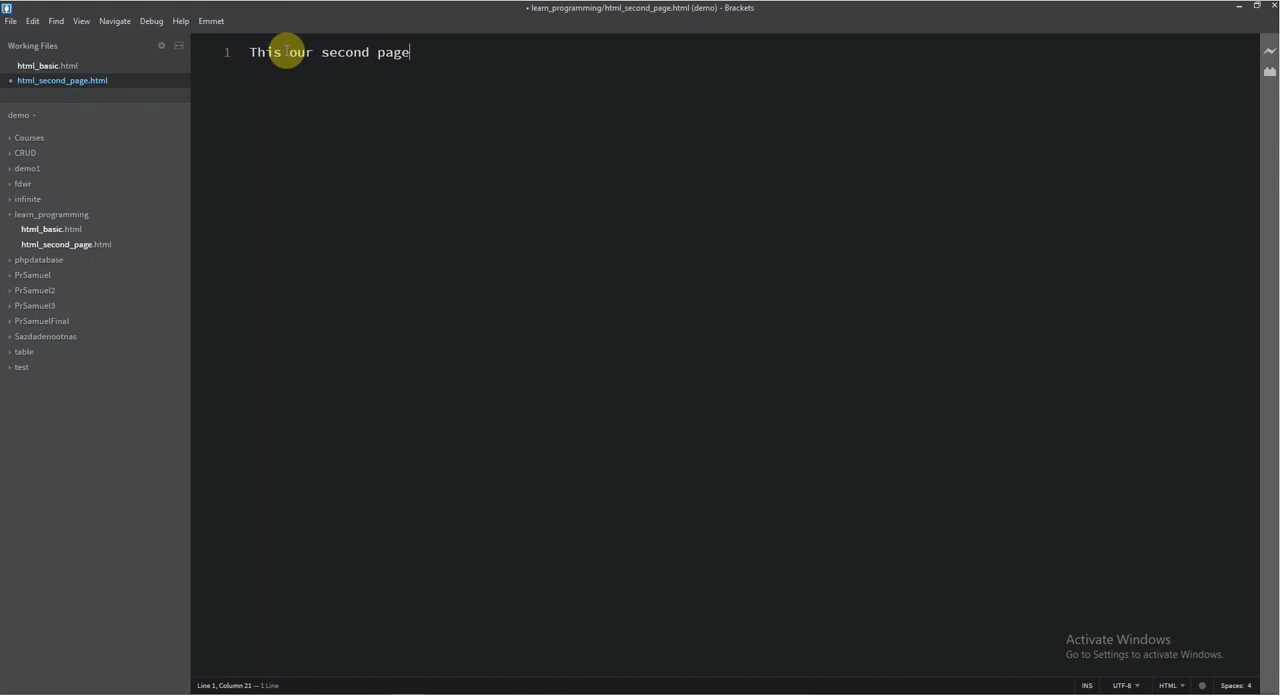 • learn_programming/html_second_page.html (demo) - Brackets
File Edit Find View Navigate Debug Help Emmet
Working Files
html_basic.html
html_second_page.html
demo
Courses
CRUD
demo1
fdwr
infinite
learn_programming
html_basic.html
html_second_page.html
phpdatabase
PrSamuel
PrSamuel2
PrSamuel3
PrSamuelFinal
Sazdadenootnas
table
test
1 This our second page
Activate Windows
Go to Settings to activate Windows.
Line 1, Column 21 — 1 Line
INS UTF-8 HTML Spaces: 4